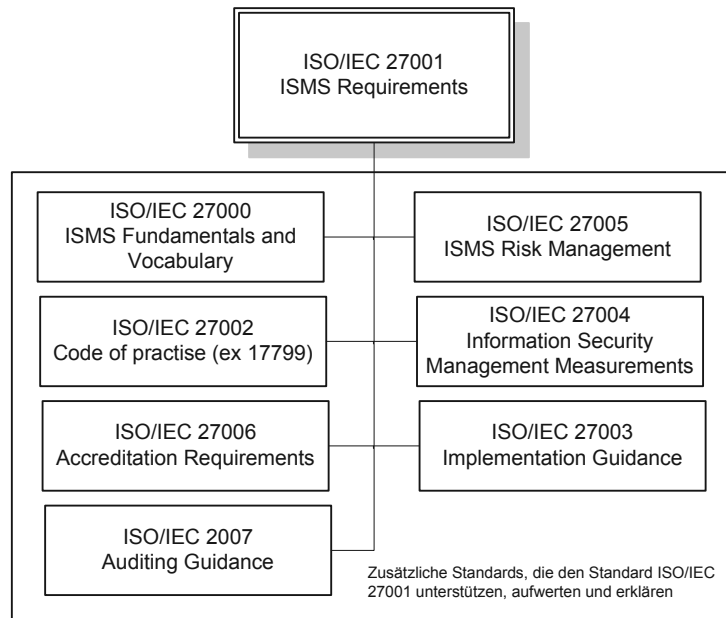 ISO/IEC 27001
ISMS Requirements
ISO/IEC 27000
ISMS Fundamentals and
Vocabulary
ISO/IEC 27005
ISMS Risk Management
ISO/IEC 27002
Code of practise (ex 17799)
ISO/IEC 27004
Information Security
Management Measurements
ISO/IEC 27006
Accreditation Requirements
ISO/IEC 27003
Implementation Guidance
ISO/IEC 2007
Auditing Guidance
Zusätzliche Standards, die den Standard ISO/IEC
27001 unterstützen, aufwerten und erklären